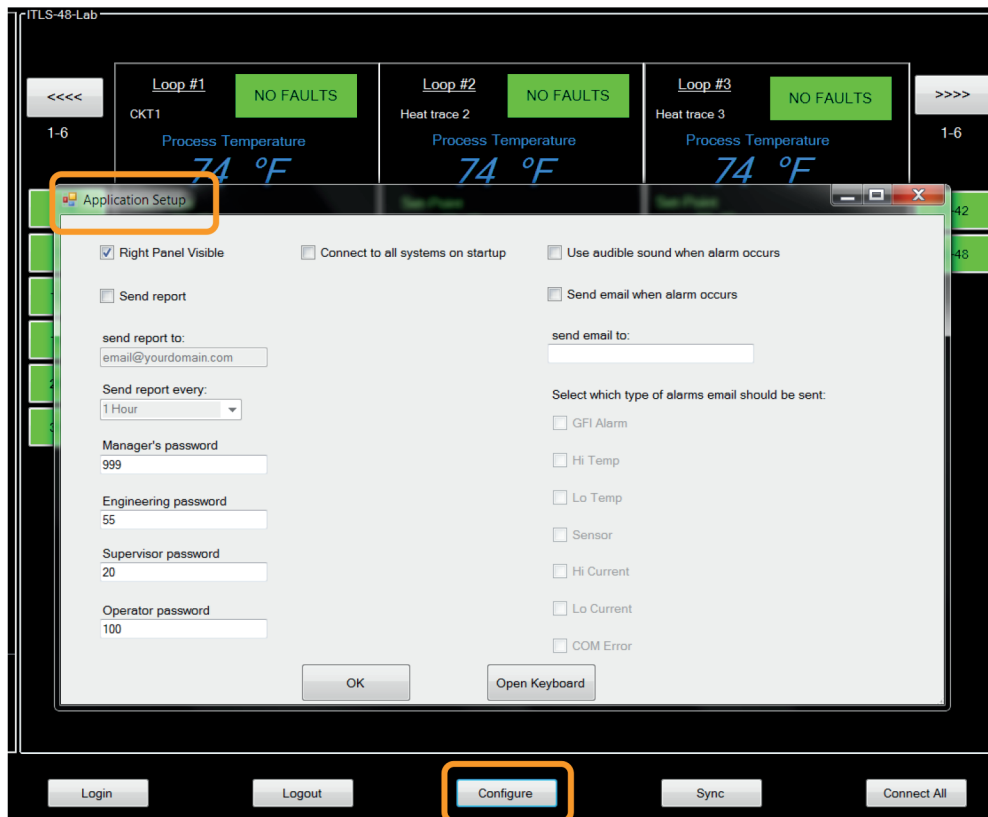 ITLS-48-Lab
<<<<
1-6
Loop #1
NO FAULTS
CKT1
Process Temperature
74 °F
Loop #2
NO FAULTS
Heat trace 2
Process Temperature
74 °F
Loop #3
NO FAULTS
Heat trace 3
Process Temperature
74 °F
>>>>
1-6
Set-Point
Set-Point
-42
-48
Application Setup
Right Panel Visible
Connect to all systems on startup
Use audible sound when alarm occurs
Send report
Send email when alarm occurs
send report to:
email@yourdomain.com
send email to:
Send report every:
1 Hour
Select which type of alarms email should be sent:
Manager's password
999
Engineering password
55
Supervisor password
20
Operator password
100
GFI Alarm
Hi Temp
Lo Temp
Sensor
Hi Current
Lo Current
COM Error
OK
Open Keyboard
Login
Logout
Configure
Sync
Connect All